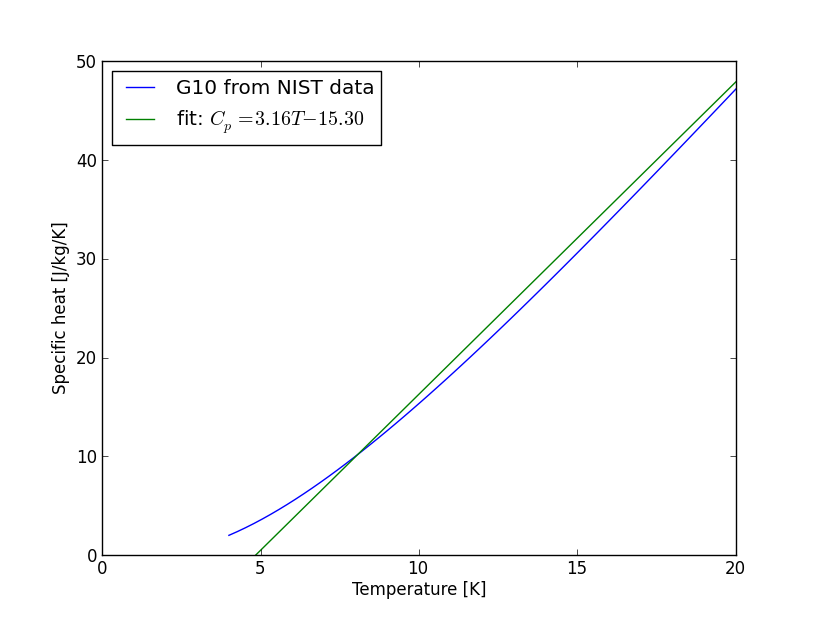 G10 from NIST data
fit: C_p =3.16T−15.30
50
40
30
20
10
0
Specific heat [J/kg/K]
0 5 10 15 20
Temperature [K]